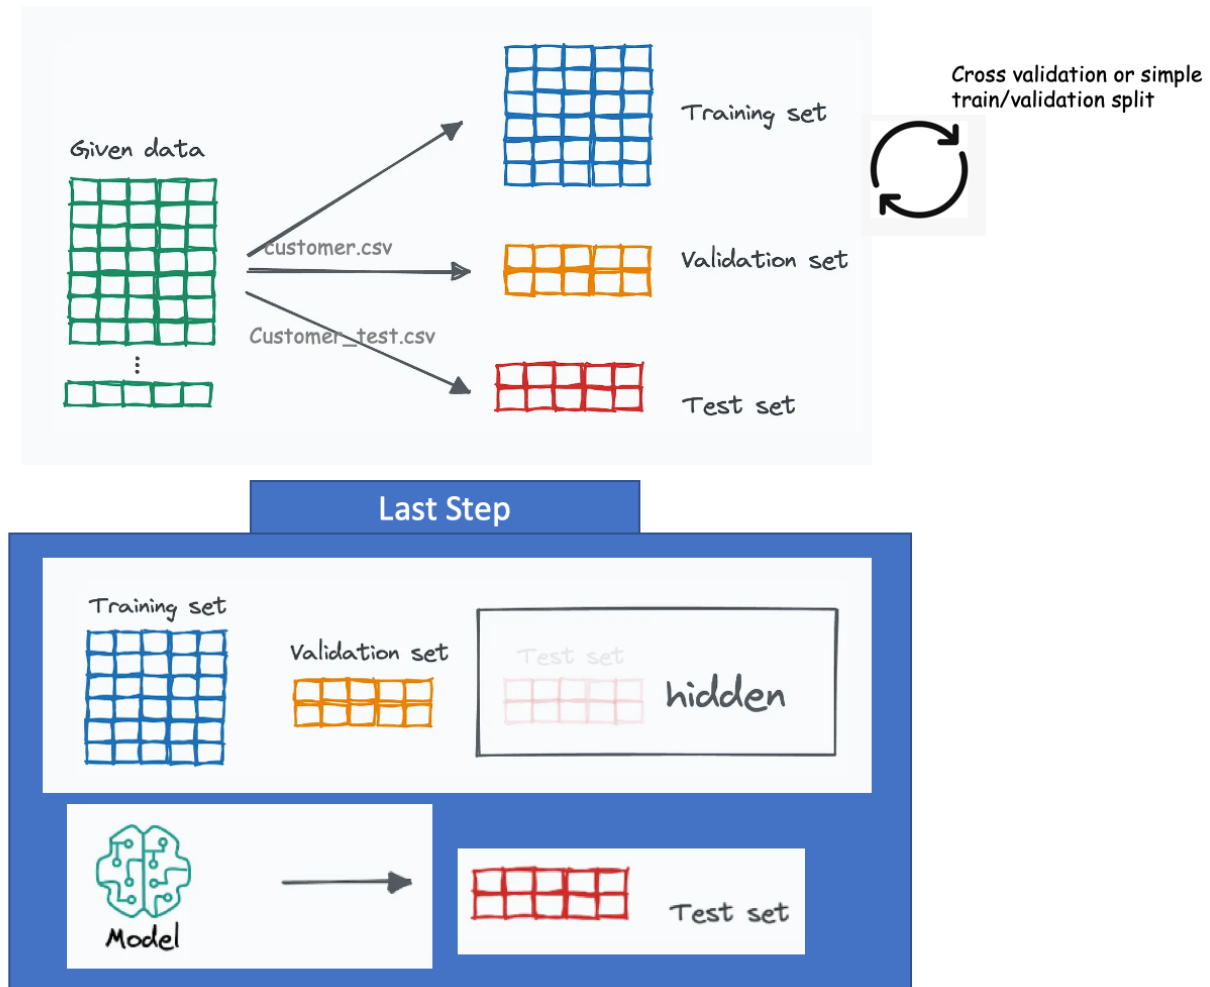 Given data
customer.csv
Customer_test.csv
Training set
Validation set
Test set
Cross validation or simple
train/validation split
Last Step
Training set
Validation set
Test set
hidden
Model
Test set